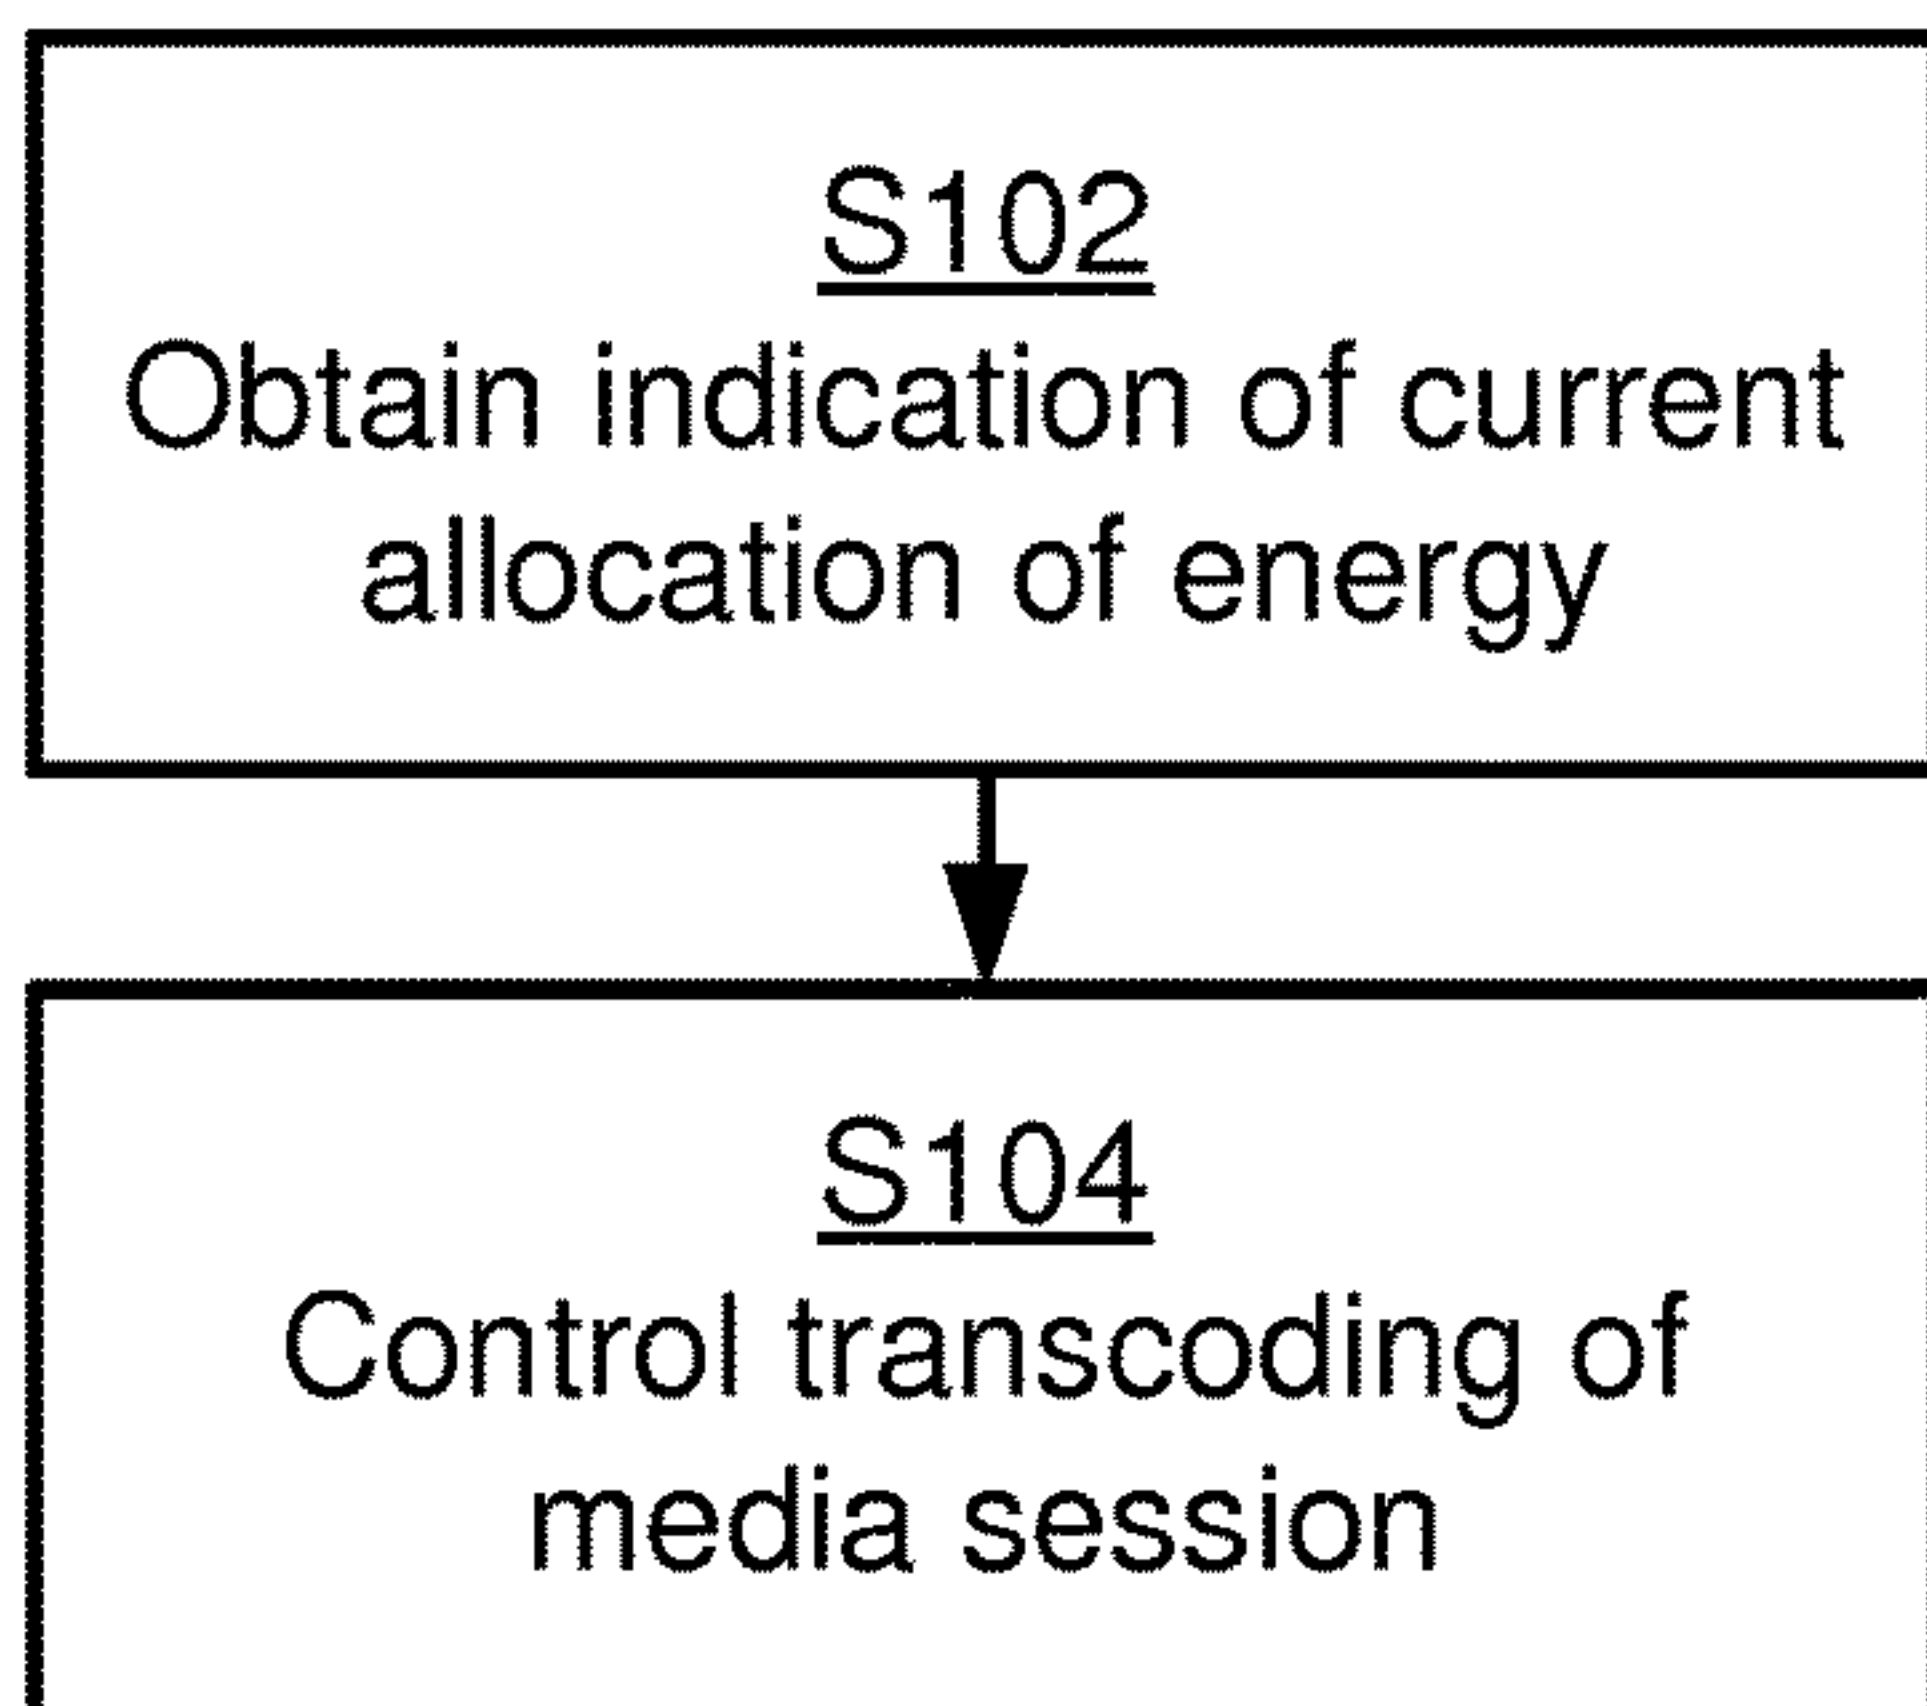 S102
Obtain indication of current
allocation of energy
S104
Control transcoding of
media session